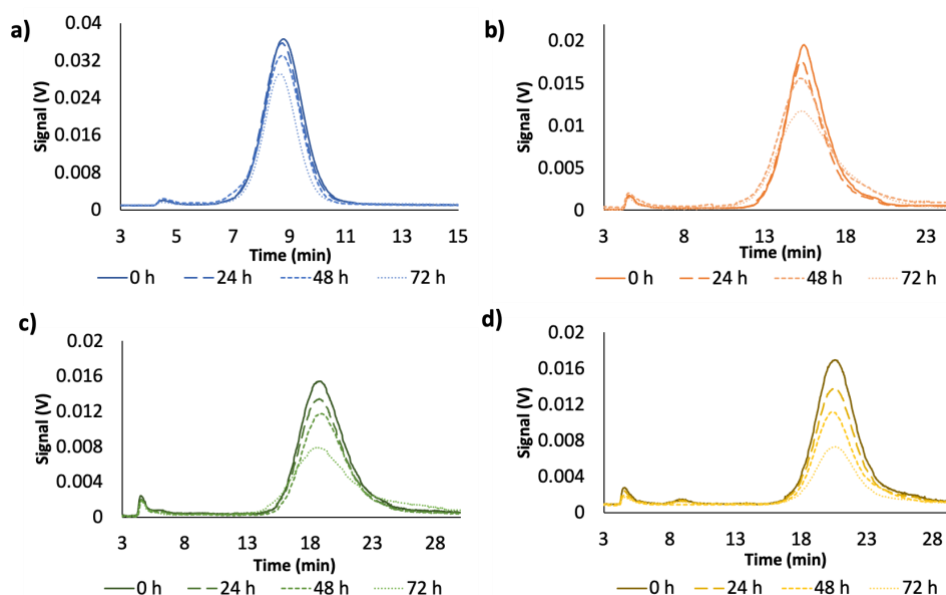 a)
Signal (V)
0.04
0.032
0.024
0.016
0.008
0
3 5 7 9 11 13 15
Time (min)
0 h 24 h 48 h 72 h
b)
Signal (V)
0.02
0.015
0.01
0.005
0
3 8 13 18 23
Time (min)
0 h 24 h 48 h 72 h
c)
Signal (V)
0.02
0.016
0.012
0.008
0.004
0
3 8 13 18 23 28
Time (min)
0 h 24 h 48 h 72 h
d)
Signal (V)
0.02
0.016
0.012
0.008
0.004
0
3 8 13 18 23 28
Time (min)
0 h 24 h 48 h 72 h